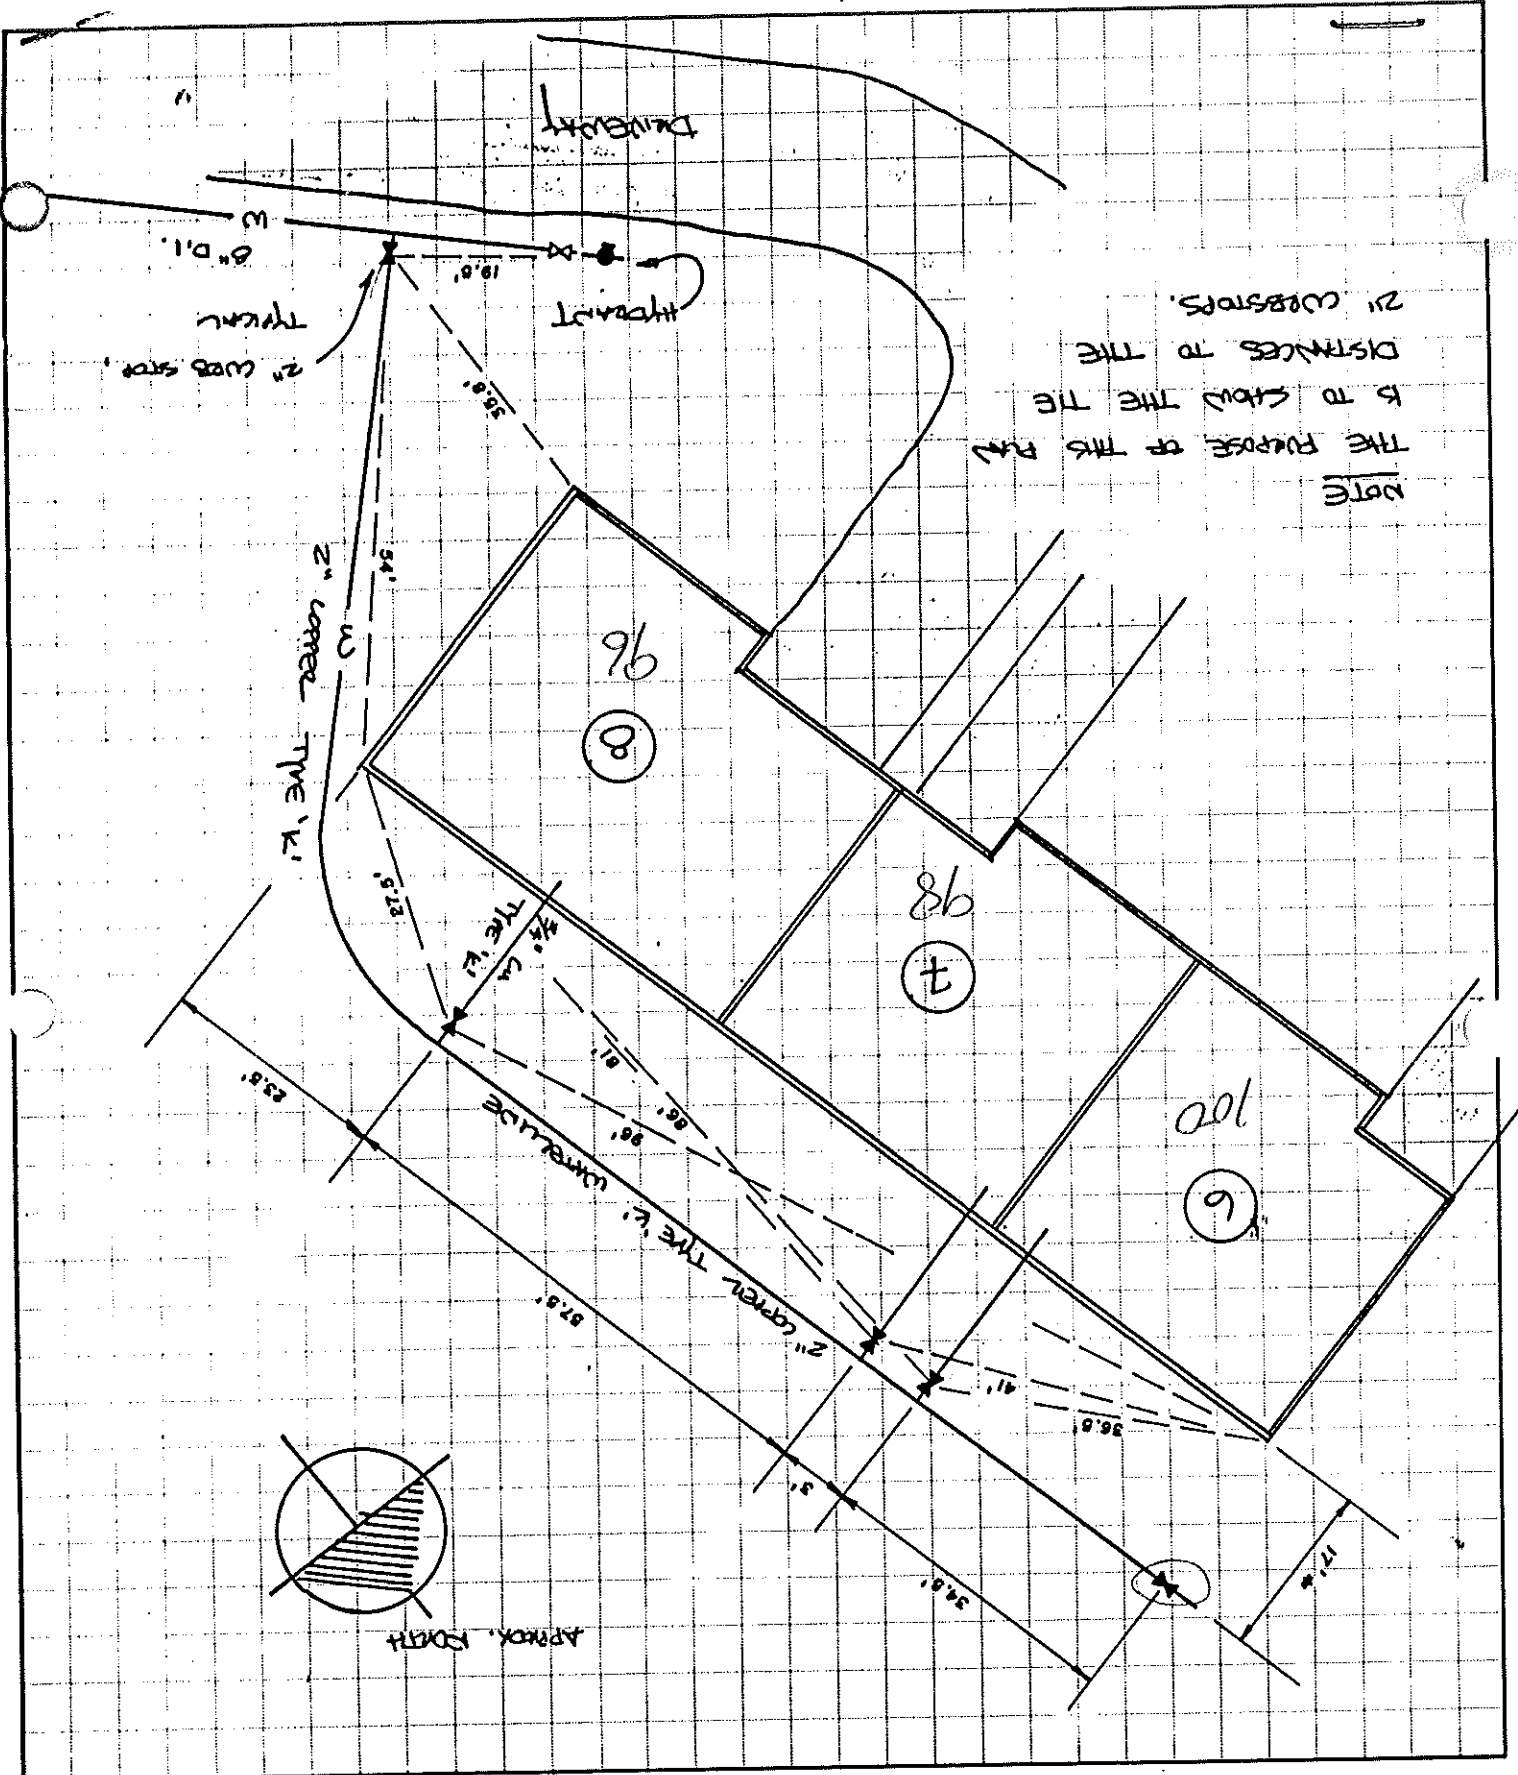 APPROX. NORTH
34.8'
17'±
3'
57.8'
36.8'
41'
2" COPPER TYPE 'K' WATERLINE
6
100
96'
86'
81'
23.5'
3/4" CU
TYPE 'K'
27.5'
7
98
8
96
2" COPPER TYPE 'K'
W
54'
NOTE
THE PURPOSE OF THIS PLAN
IS TO SHOW THE TIE
DISTANCES TO THE
2" CURBSTOPS.
35.8'
2" CURB STOP,
TYPICAL
HYDRANT
19.8'
8" D.I.
W
DRIVEWAY